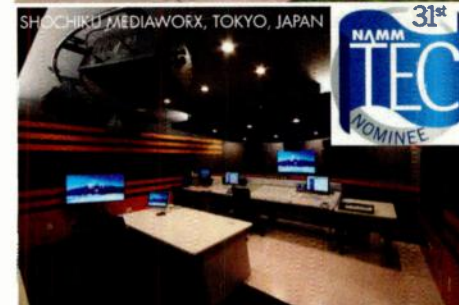 SHOCHIKU MEDIAWORX, TOKYO, JAPAN
31st
NAMM
TEC
NOMINEE